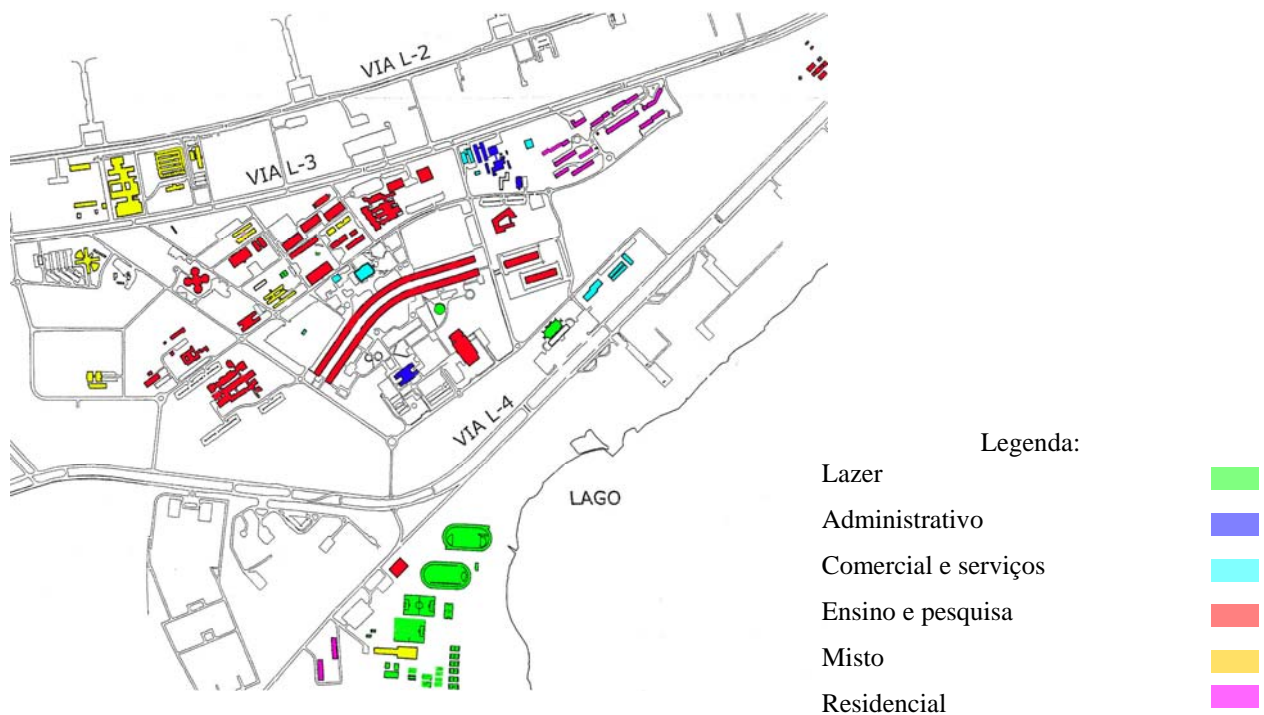 VIA L-2
VIA L-3
VIA L-4
LAGO
Legenda:
Lazer
Administrativo
Comercial e serviços
Ensino e pesquisa
Misto
Residencial